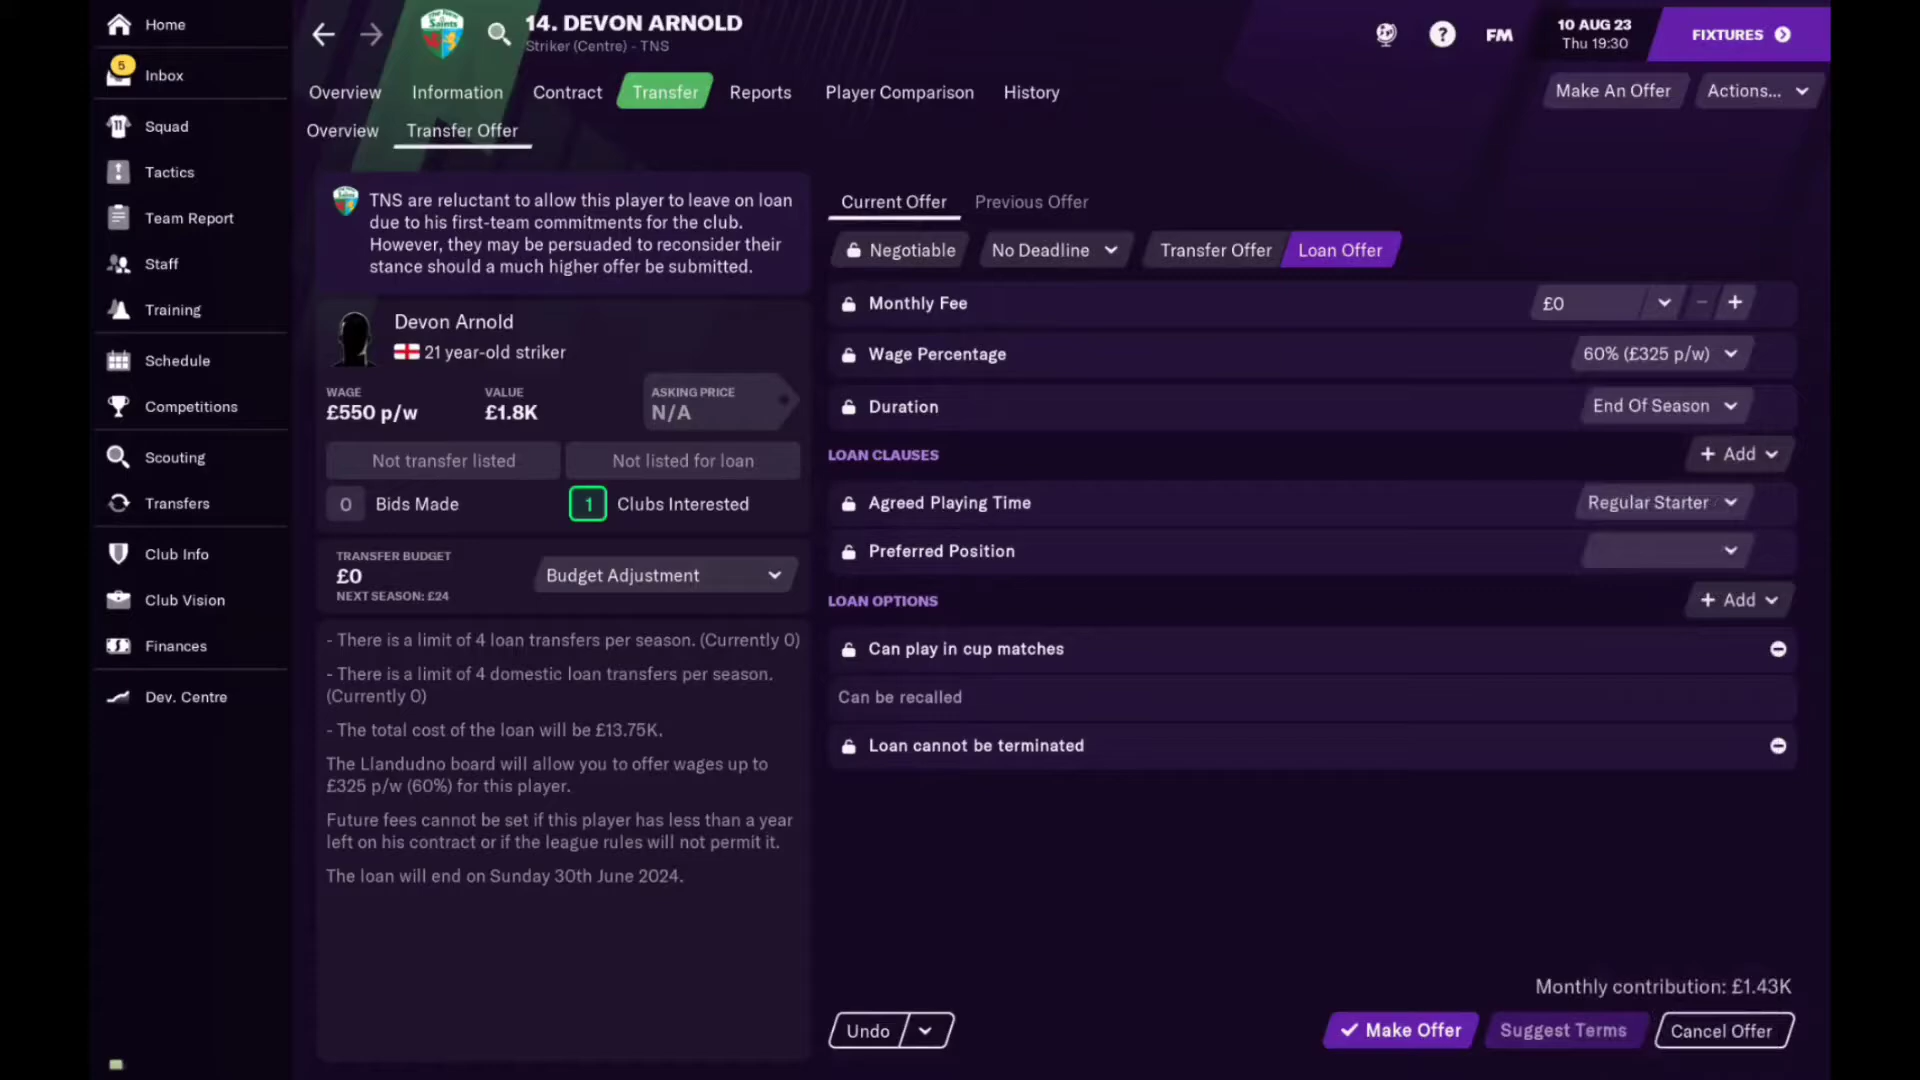 Home
5
Inbox
11
Squad
Tactics
Team Report
Staff
Training
Schedule
Competitions
Scouting
Transfers
Club Info
Club Vision
Finances
Dev. Centre
14. DEVON ARNOLD
Striker (Centre) - TNS
?
FM
10 AUG 23
Thu 19:30
FIXTURES
Overview
Information
Contract
Transfer
Reports
Player Comparison
History
Make An Offer
Actions...
Overview
Transfer Offer
TNS are reluctant to allow this player to leave on loan
due to his first-team commitments for the club.
However, they may be persuaded to reconsider their
stance should a much higher offer be submitted.
Devon Arnold
21 year-old striker
WAGE
£550 p/w
VALUE
£1.8K
ASKING PRICE
N/A
Not transfer listed
Not listed for loan
0 Bids Made
1 Clubs Interested
TRANSFER BUDGET
£0
NEXT SEASON: £24
Budget Adjustment
- There is a limit of 4 loan transfers per season. (Currently 0)
- There is a limit of 4 domestic loan transfers per season.
(Currently 0)
- The total cost of the loan will be £13.75K.
The Llandudno board will allow you to offer wages up to
£325 p/w (60%) for this player.
Future fees cannot be set if this player has less than a year
left on his contract or if the league rules will not permit it.
The loan will end on Sunday 30th June 2024.
Current Offer
Previous Offer
Negotiable
No Deadline
Transfer Offer
Loan Offer
Monthly Fee
£0
Wage Percentage
60% (£325 p/w)
Duration
End Of Season
LOAN CLAUSES
+ Add
Agreed Playing Time
Regular Starter
Preferred Position
LOAN OPTIONS
+ Add
Can play in cup matches
Can be recalled
Loan cannot be terminated
Monthly contribution: £1.43K
Undo
Make Offer
Suggest Terms
Cancel Offer